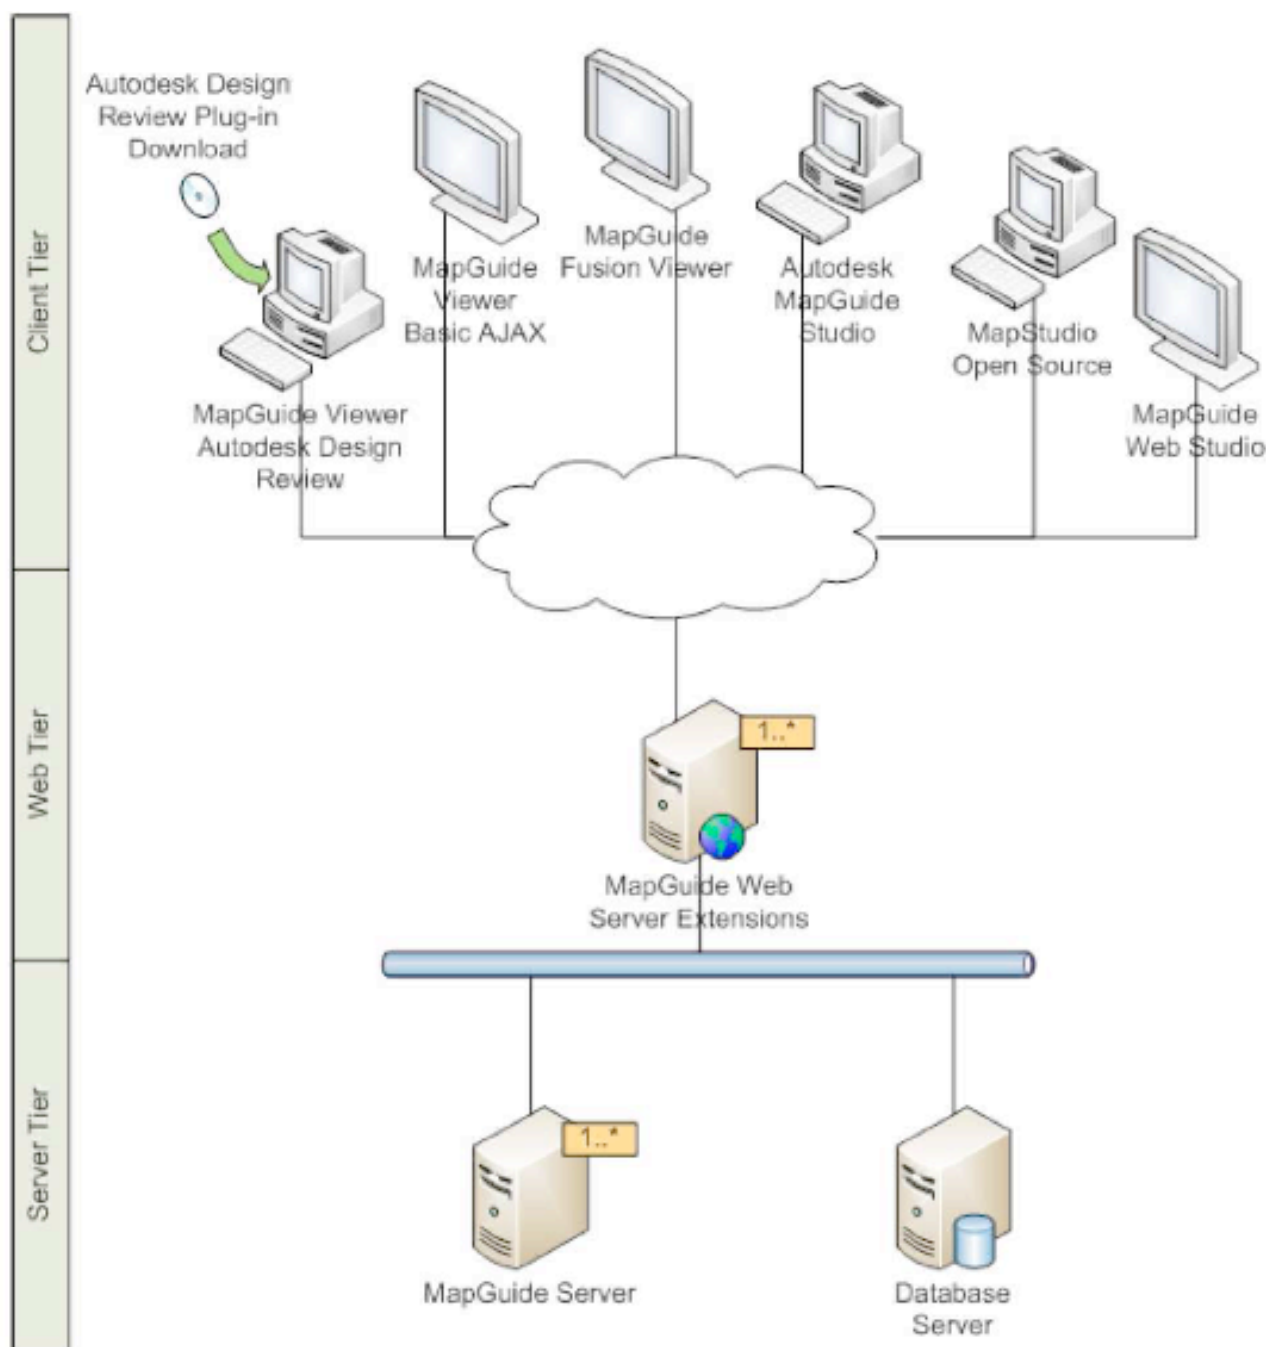 Client Tier
Autodesk Design
Review Plug-in
Download
MapGuide Viewer
Autodesk Design
Review
MapGuide
Viewer
Basic AJAX
MapGuide
Fusion Viewer
Autodesk
MapGuide
Studio
MapStudio
Open Source
MapGuide
Web Studio
Web Tier
1..*
MapGuide Web
Server Extensions
Server Tier
1..*
MapGuide Server
Database
Server